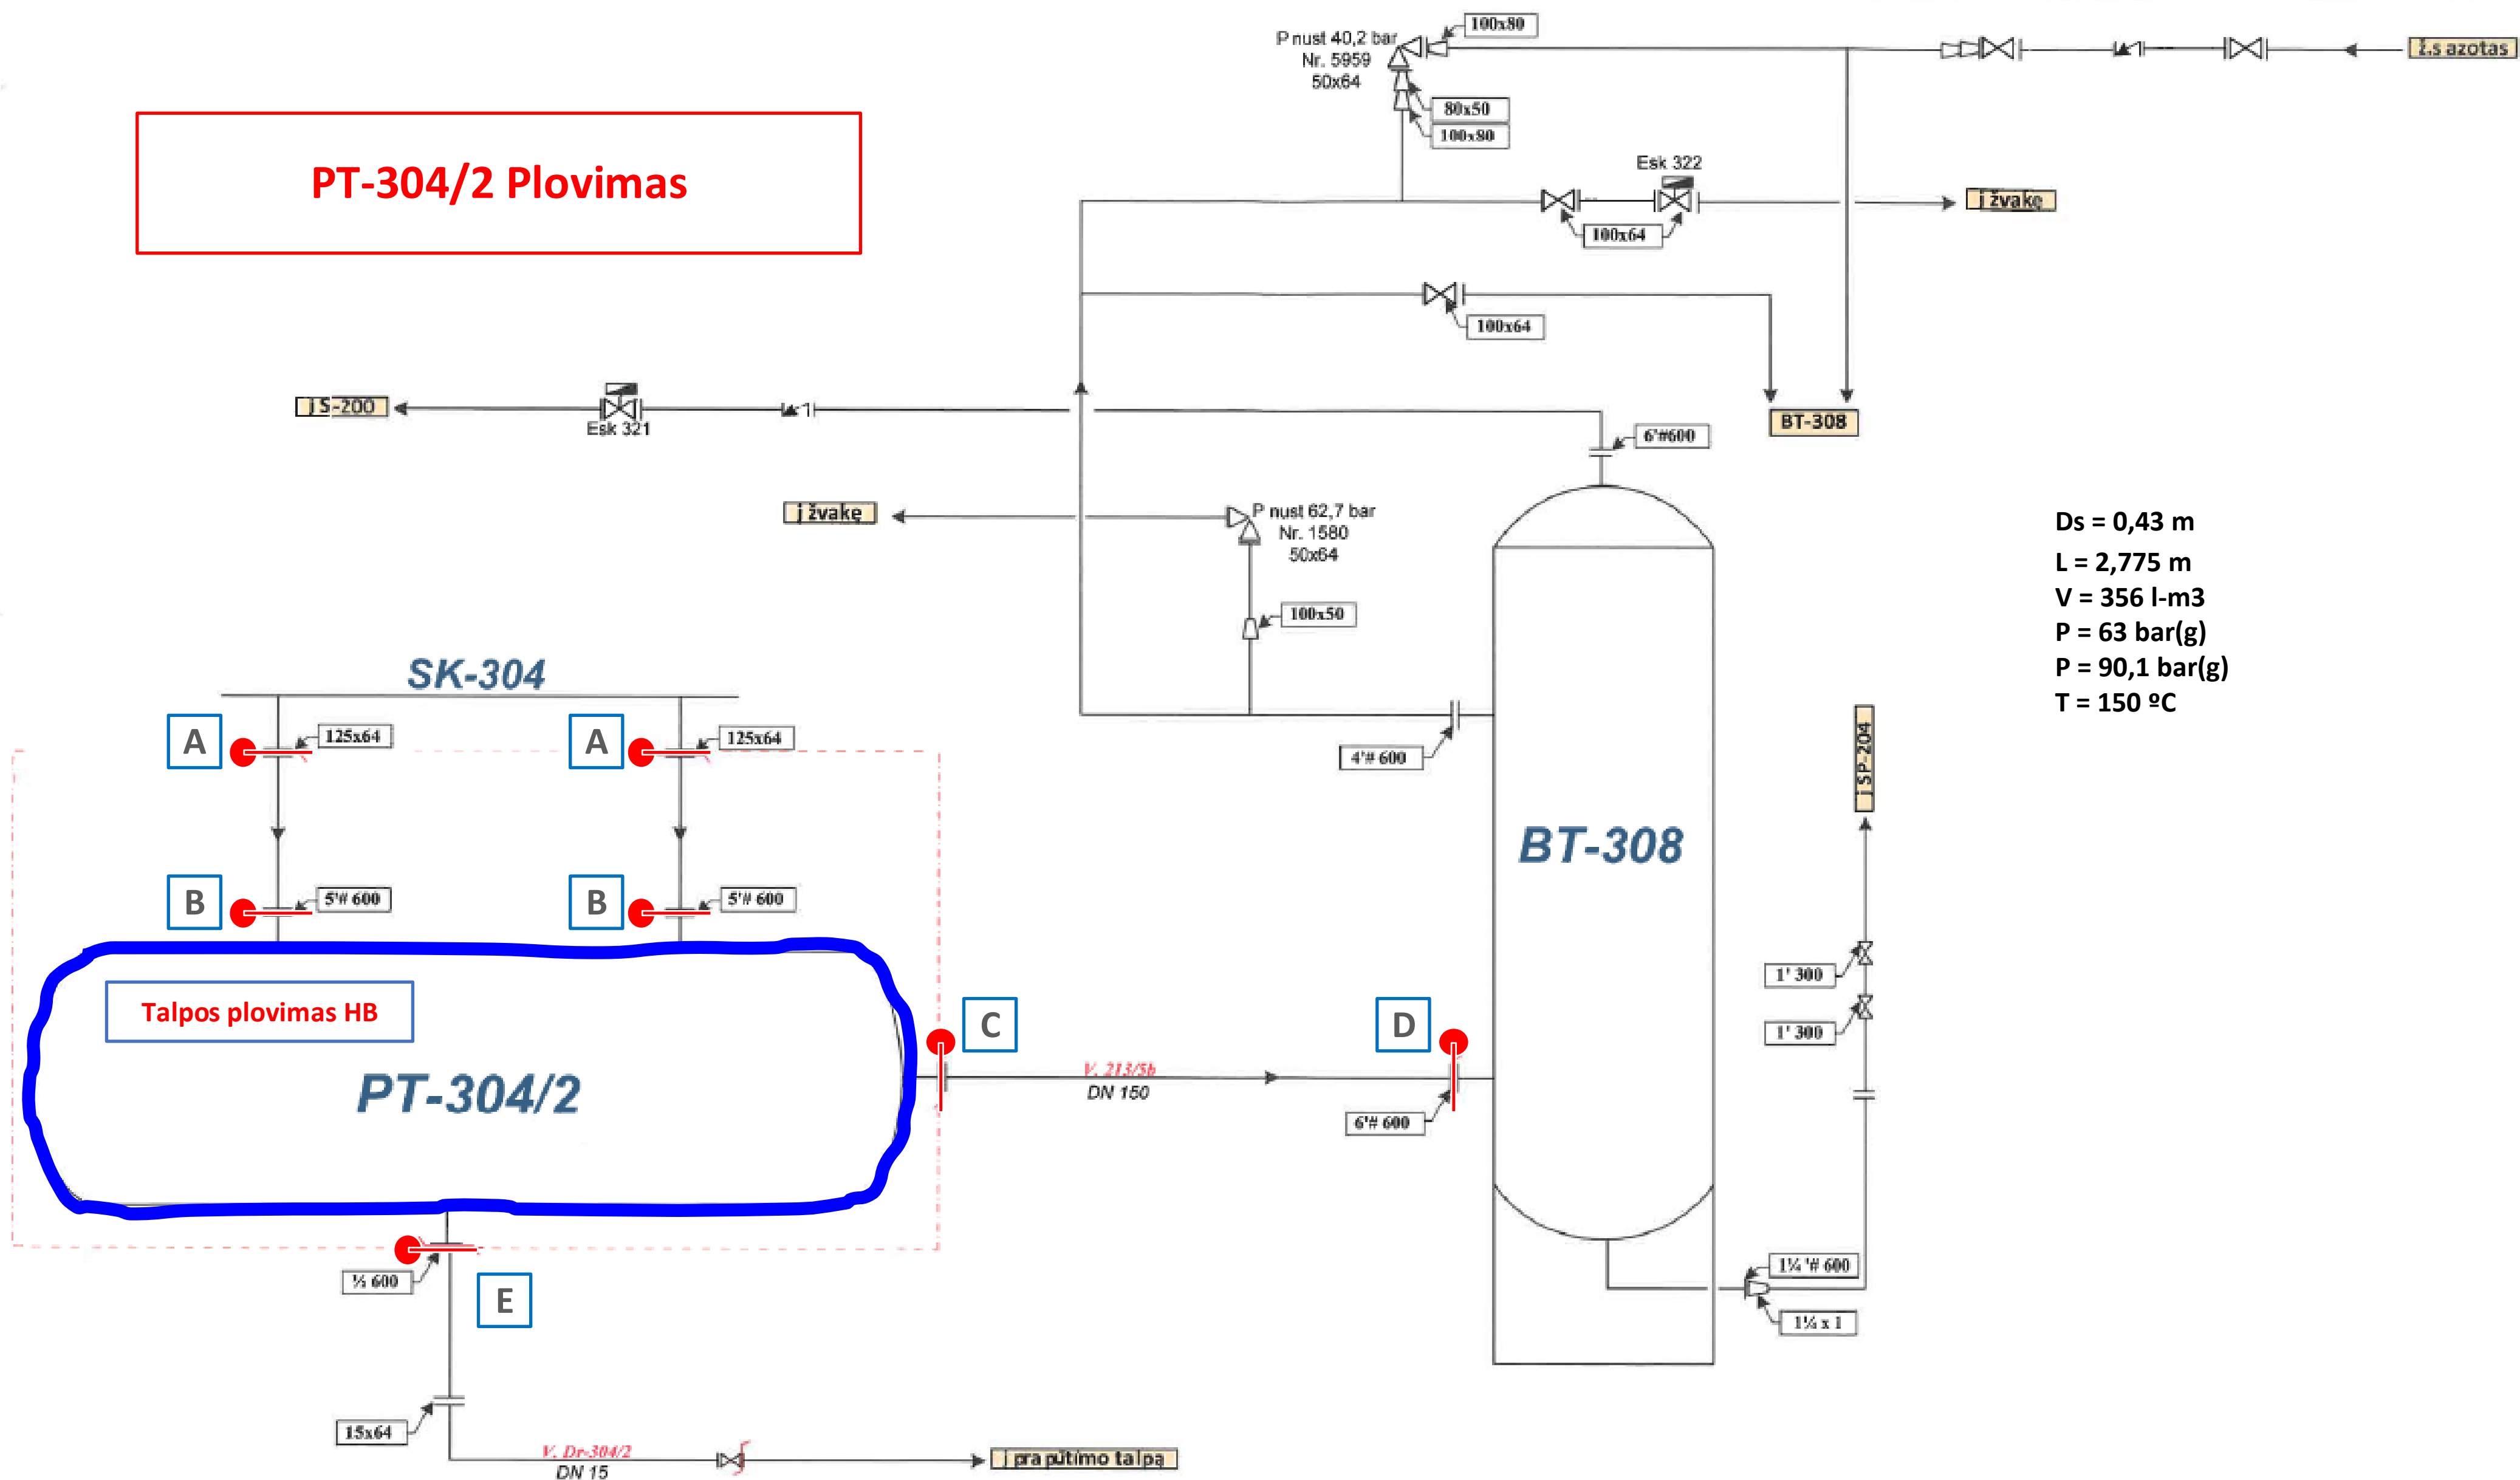 100x80
P nust 40,2 bar
Nr. 5959
50x64
ž.s azotas
80x50
100x80
PT-304/2 Plovimas
Esk 322
į žvakę
100x64
100x64
į S-200
Esk 321
BT-308
6'#600
į žvakę
P nust 62,7 bar
Nr. 1580
50x64
Ds = 0,43 m
L = 2,775 m
V = 356 l-m3
P = 63 bar(g)
P = 90,1 bar(g)
T = 150 ºC
100x50
SK-304
A
125x64
A
125x64
4'# 600
į SP-204
BT-308
B
5'# 600
B
5'# 600
1' 300
Talpos plovimas HB
C
D
1' 300
PT-304/2
V. 213/5b
DN 150
6'# 600
½ 600
E
1¼ '# 600
1¼ x 1
15x64
V. Dr-304/2
DN 15
į prapūtimo talpą